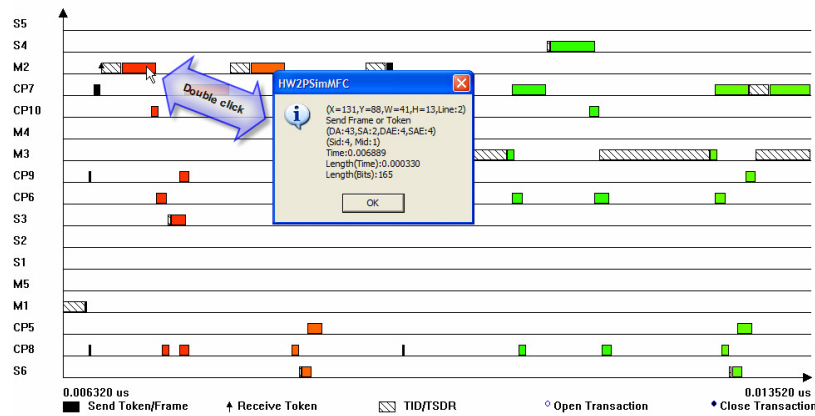 S5
S4
M2
CP7
CP10
M4
M3
CP9
CP6
S3
S2
S1
M5
M1
CP5
CP8
S6
Double click
HW2PSimMFC
(X=131,Y=88,W=41,H=13,Line:2)
Send Frame or Token
(DA:43,SA:2,DAE:4,SAE:4)
(Sid:4, Mid:1)
Time:0.006889
Length(Time):0.000330
Length(Bits):165
OK
0.006320 us 0.013520 us
Send Token/Frame Receive Token TID/TSDR Open Transaction Close Transaction